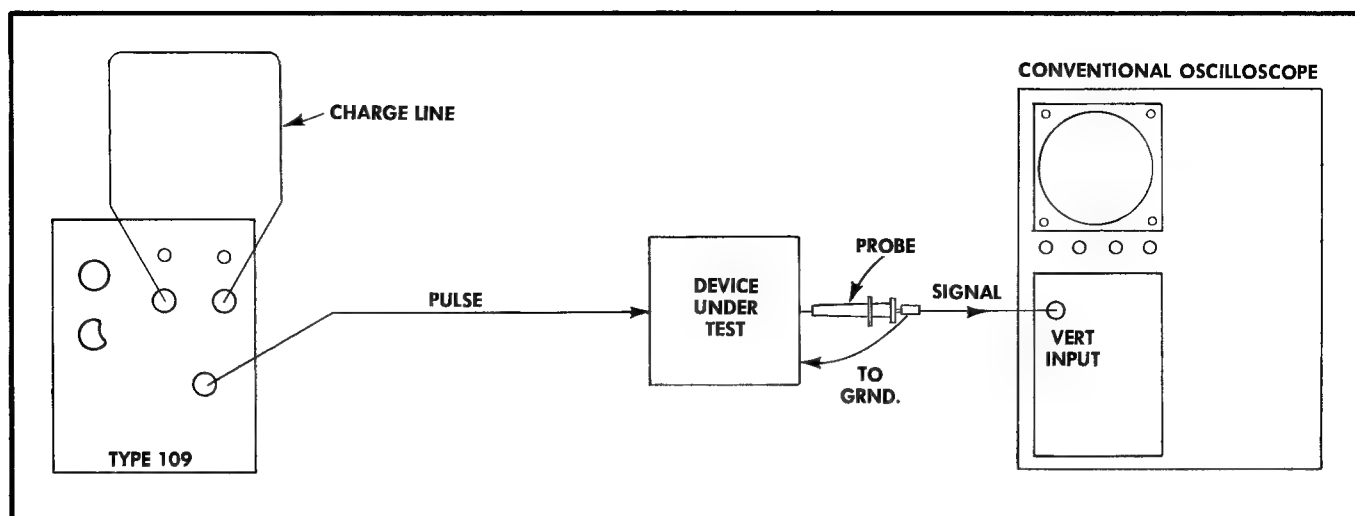 CONVENTIONAL OSCILLOSCOPE
CHARGE LINE
PROBE
PULSE
DEVICE
UNDER
TEST
SIGNAL
VERT
INPUT
TO
GRND.
TYPE 109